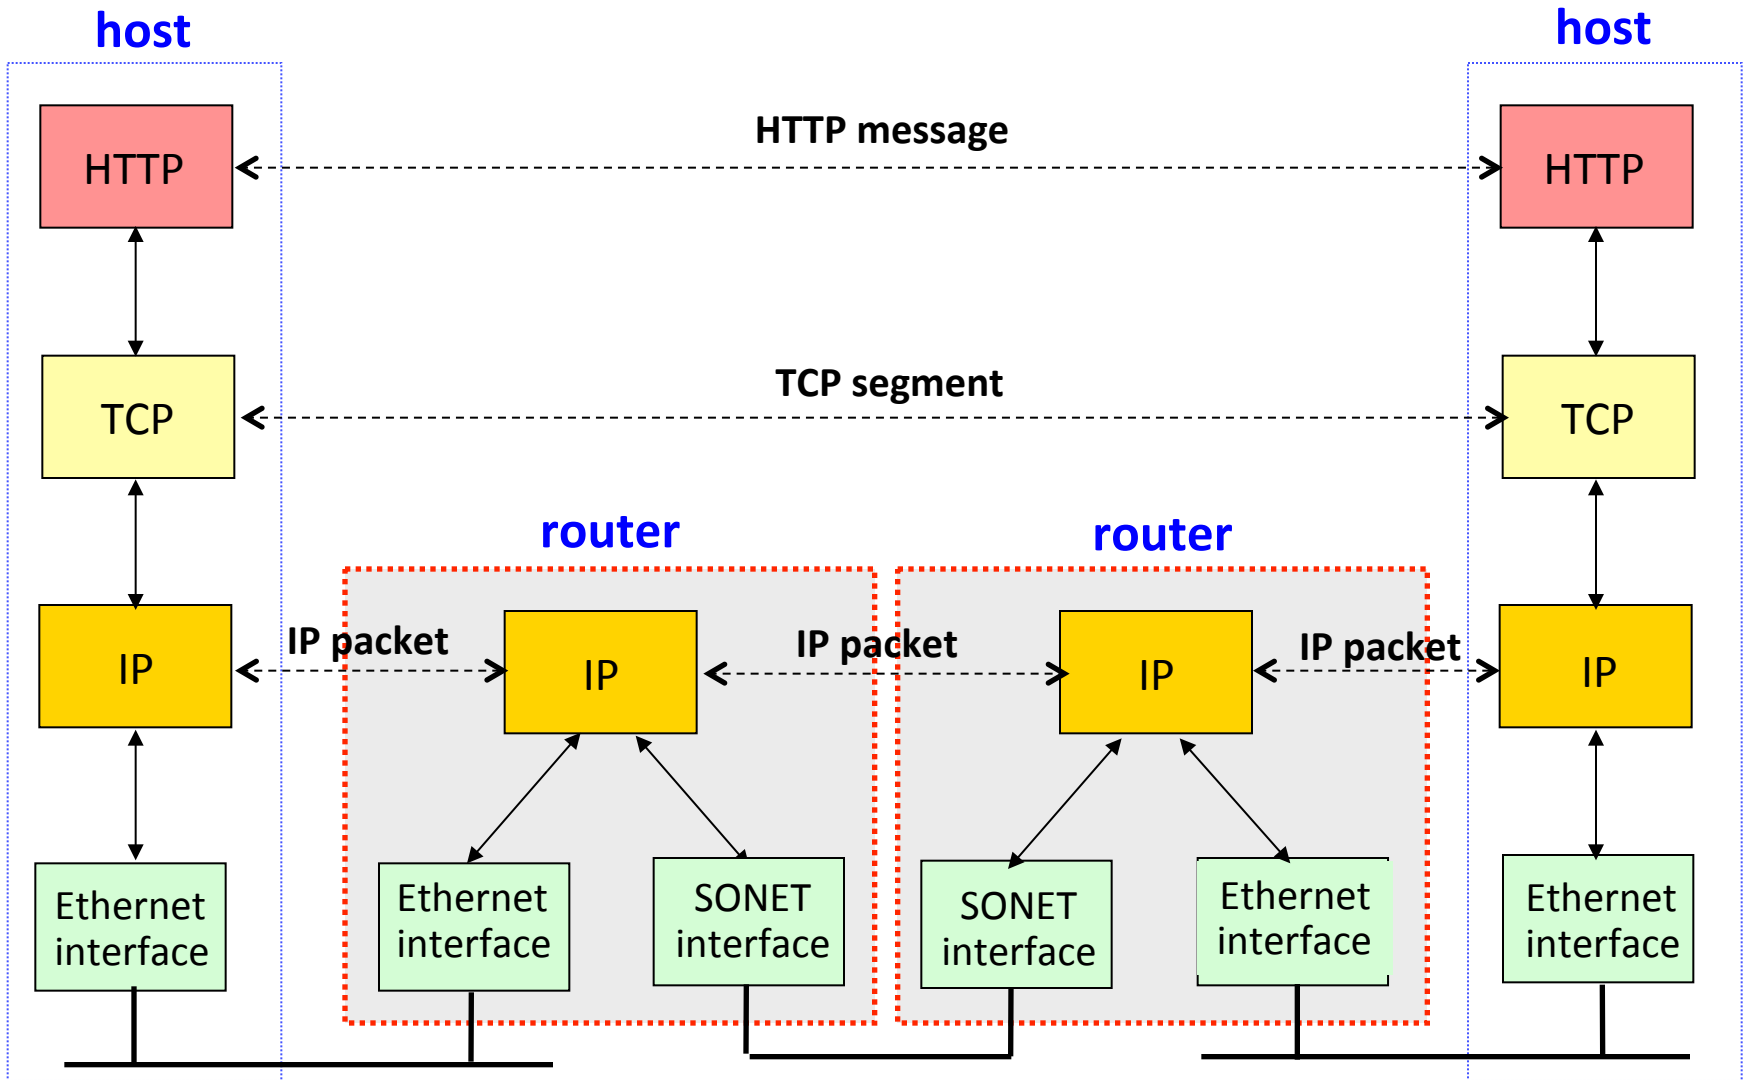 host
host
HTTP
HTTP message
HTTP
TCP
TCP segment
TCP
router
router
IP
IP packet
IP
IP packet
IP
IP packet
IP
Ethernet
interface
Ethernet
interface
SONET
interface
SONET
interface
Ethernet
interface
Ethernet
interface